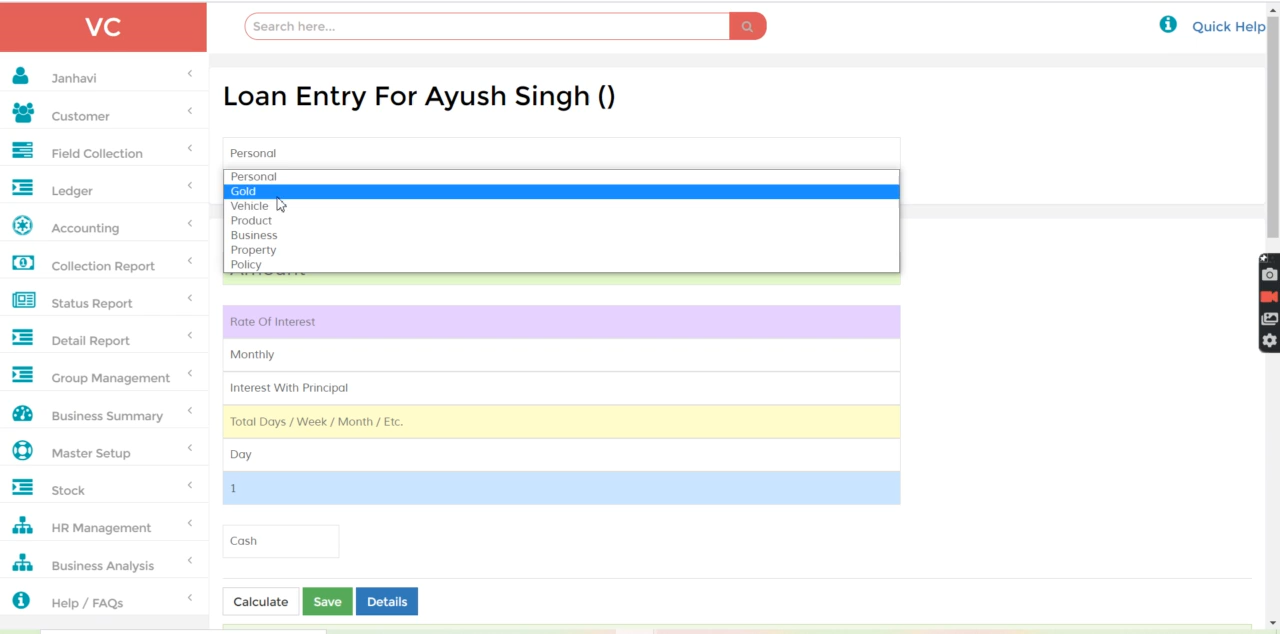 VC
Search here...
Quick Help
Janhavi
Customer
Field Collection
Ledger
Accounting
Collection Report
Status Report
Detail Report
Group Management
Business Summary
Master Setup
Stock
HR Management
Business Analysis
Help / FAQs
Loan Entry For Ayush Singh ()
Personal
Personal
Gold
Vehicle
Product
Business
Property
Policy
Amount
Rate Of Interest
Monthly
Interest With Principal
Total Days / Week / Month / Etc.
Day
1
Cash
Calculate Save Details